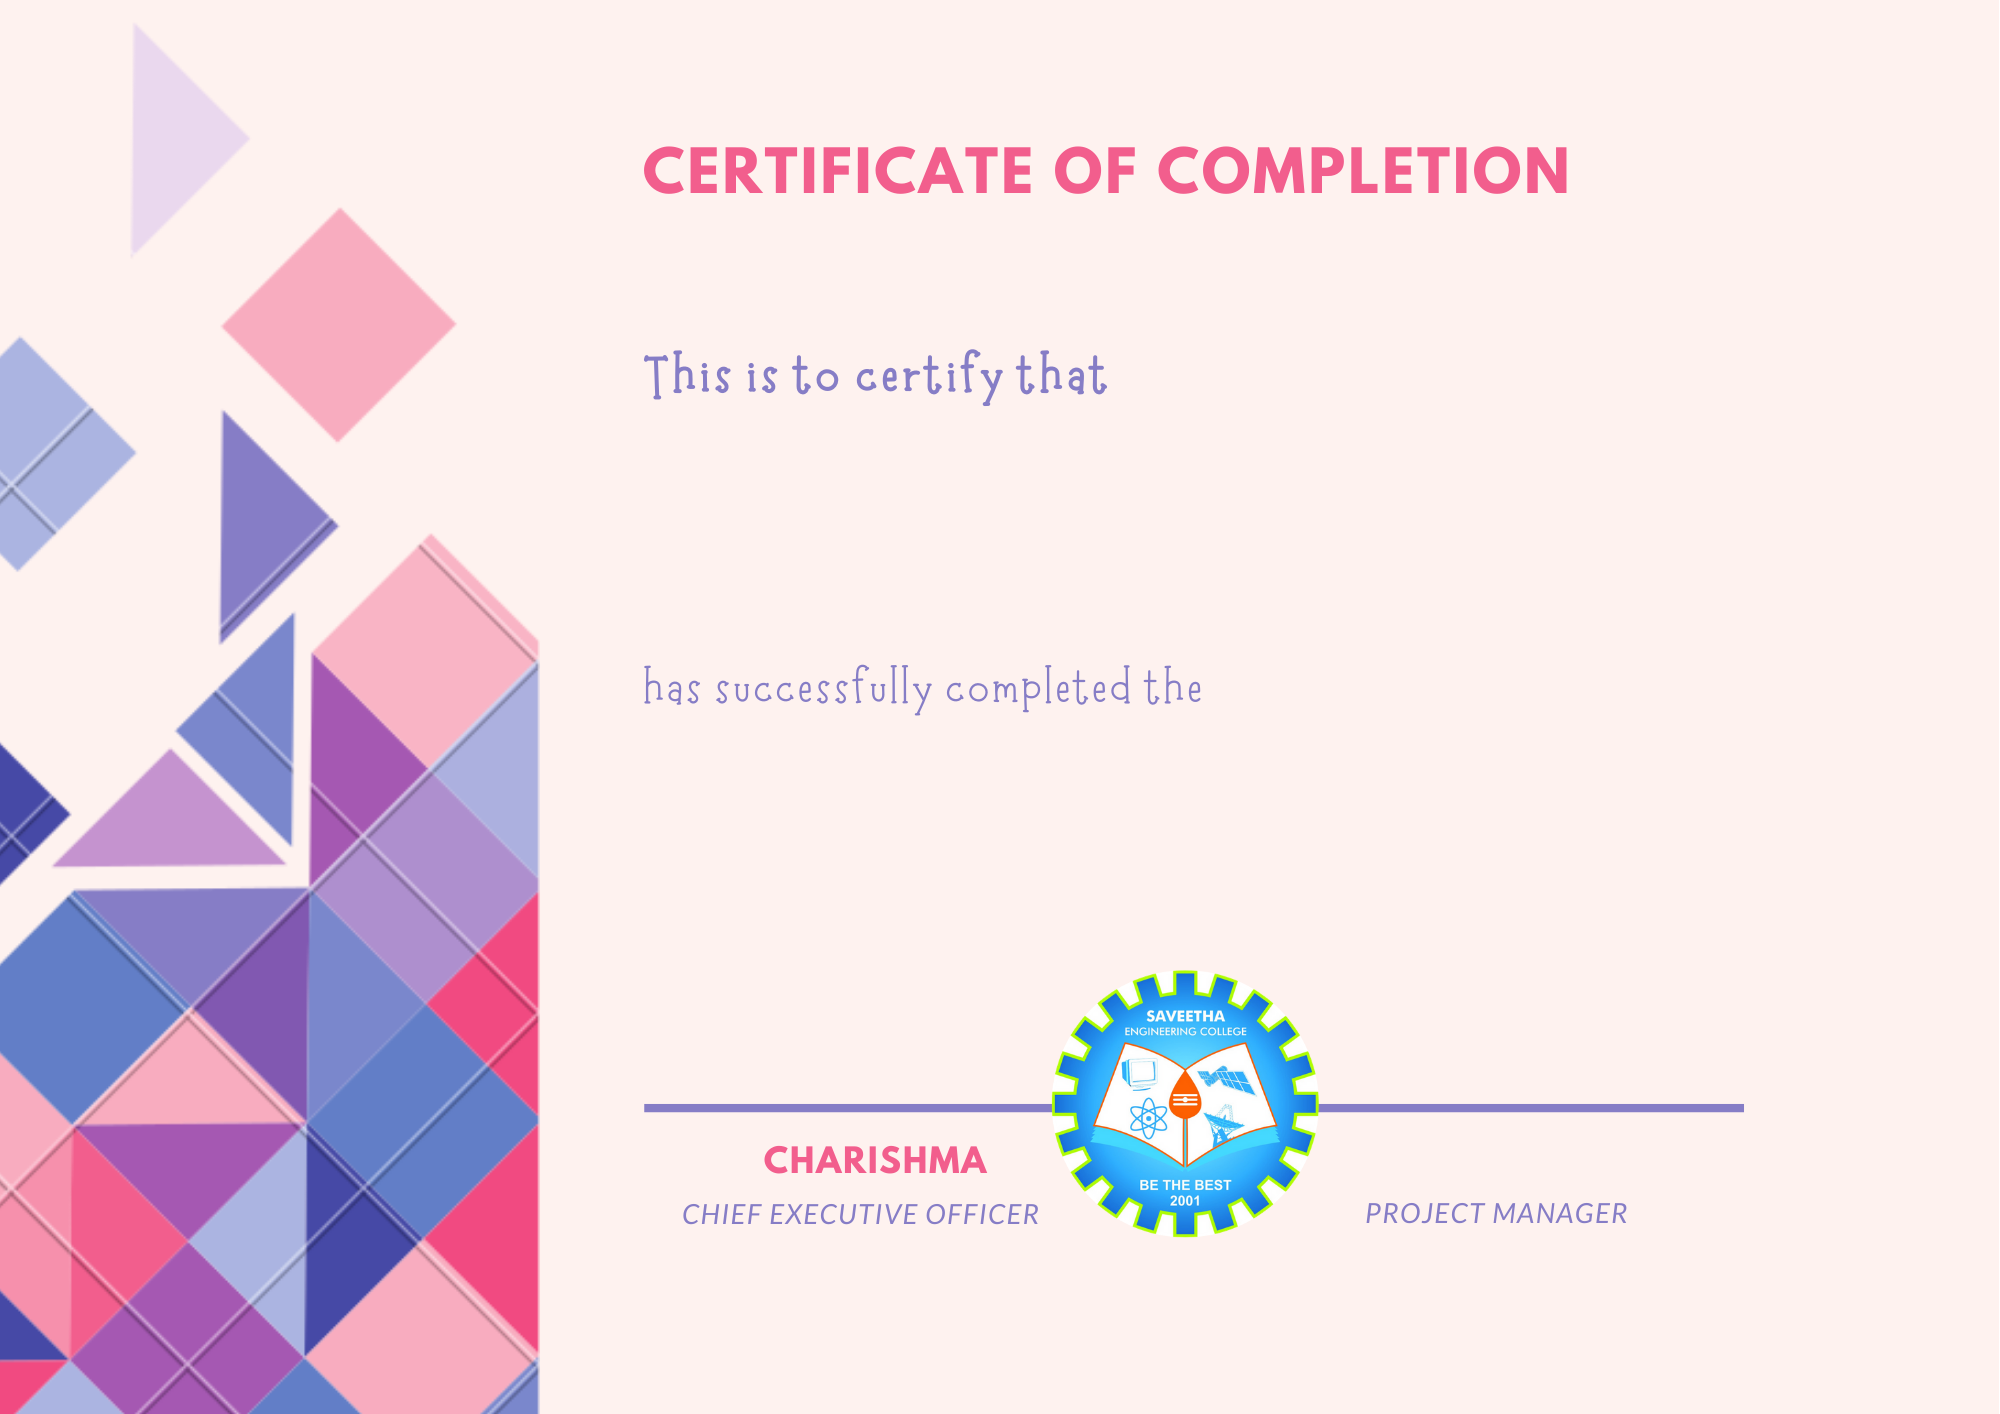 CERTIFICATE OF COMPLETION
This is to certify that
has successfully completed the
SAVEETHA
ENGINEERING COLLEGE
BE THE BEST
2001
CHARISHMA
CHIEF EXECUTIVE OFFICER
PROJECT MANAGER